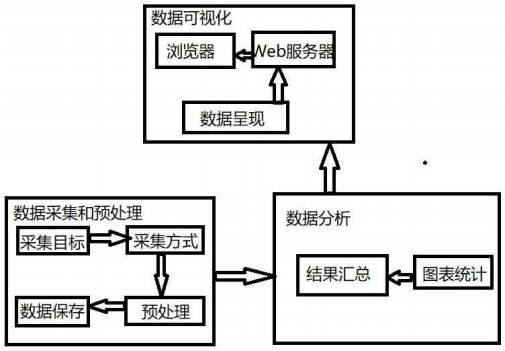 数据可视化
浏览器
Web服务器
数据呈现
数据采集和预处理
采集目标
采集方式
数据保存
预处理
数据分析
结果汇总
图表统计